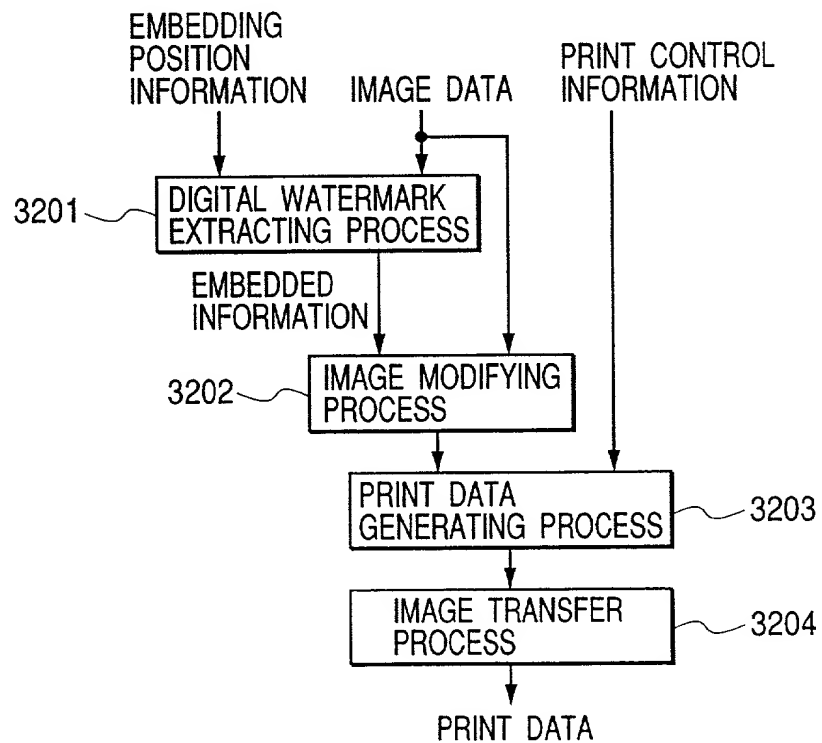 EMBEDDING
POSITION
INFORMATION
IMAGE DATA
PRINT CONTROL
INFORMATION
3201
DIGITAL WATERMARK
EXTRACTING PROCESS
EMBEDDED
INFORMATION
3202
IMAGE MODIFYING
PROCESS
PRINT DATA
GENERATING PROCESS
3203
IMAGE TRANSFER
PROCESS
3204
PRINT DATA